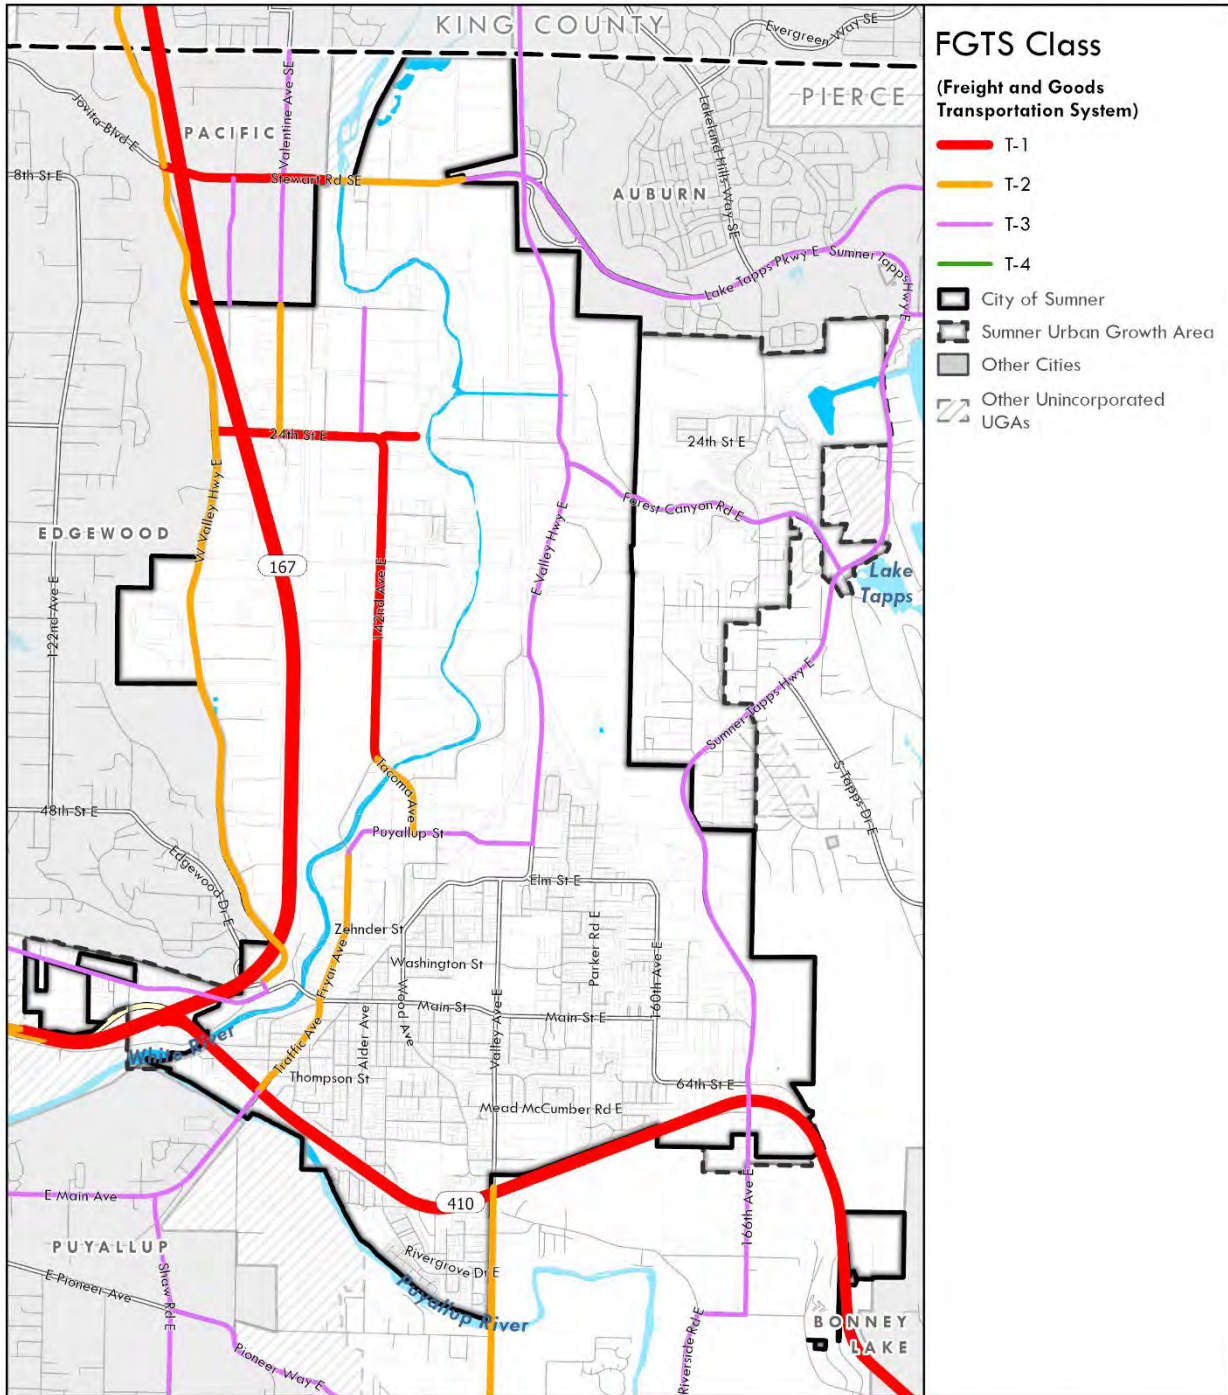 KING COUNTY
Evergreen Way SE
PIERCE
Jovita Blvd E
PACIFIC
Valentine Ave SE
Lakeland Hills Way SE
8th St E
Stewart Rd SE
AUBURN
Lake Tapps Pkwy E
Sumner Tapps Hwy E
24th St E
24th St E
W Valley Hwy E
Forest Canyon Rd E
EDGEWOOD
E Valley Hwy E
167
Lake
Tapps
122nd Ave E
142nd Ave E
Sumner-Tapps Hwy E
S Tapps Dr E
Tacoma Ave
48th St E
Puyallup St
Edgewood Dr E
Elm St E
Zehnder St
Parker Rd E
Washington St
160th Ave E
Fryar Ave
Wood Ave
Main St
Main St E
Valley Ave E
White River
Traffic Ave
Alder Ave
Thompson St
64th St E
Mead McCumber Rd E
E Main Ave
410
166th Ave E
PUYALLUP
Rivergrove Dr E
E Pioneer Ave
Shaw Rd E
Puyallup River
Riverside Rd E
BONNEY
LAKE
Pioneer Way E
FGTS Class
(Freight and Goods
Transportation System)
T-1
T-2
T-3
T-4
City of Sumner
Sumner Urban Growth Area
Other Cities
Other Unincorporated
UGAs